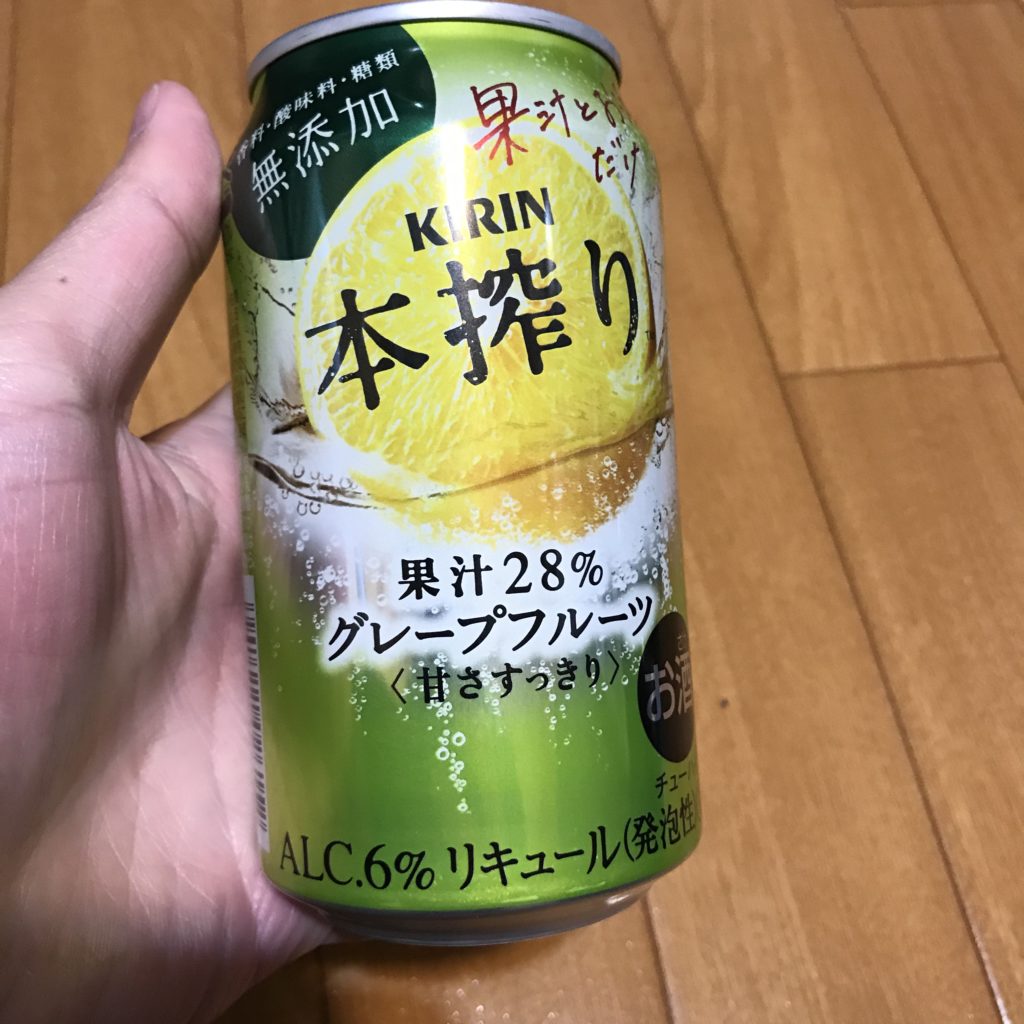 香料・酸味料・糖類
無添加
果汁とお
だけ
KIRIN
本搾り
果汁28%
グレープフルーツ
〈甘さすっきり〉
お酒
チュー
ALC.6% リキュール(発泡性)